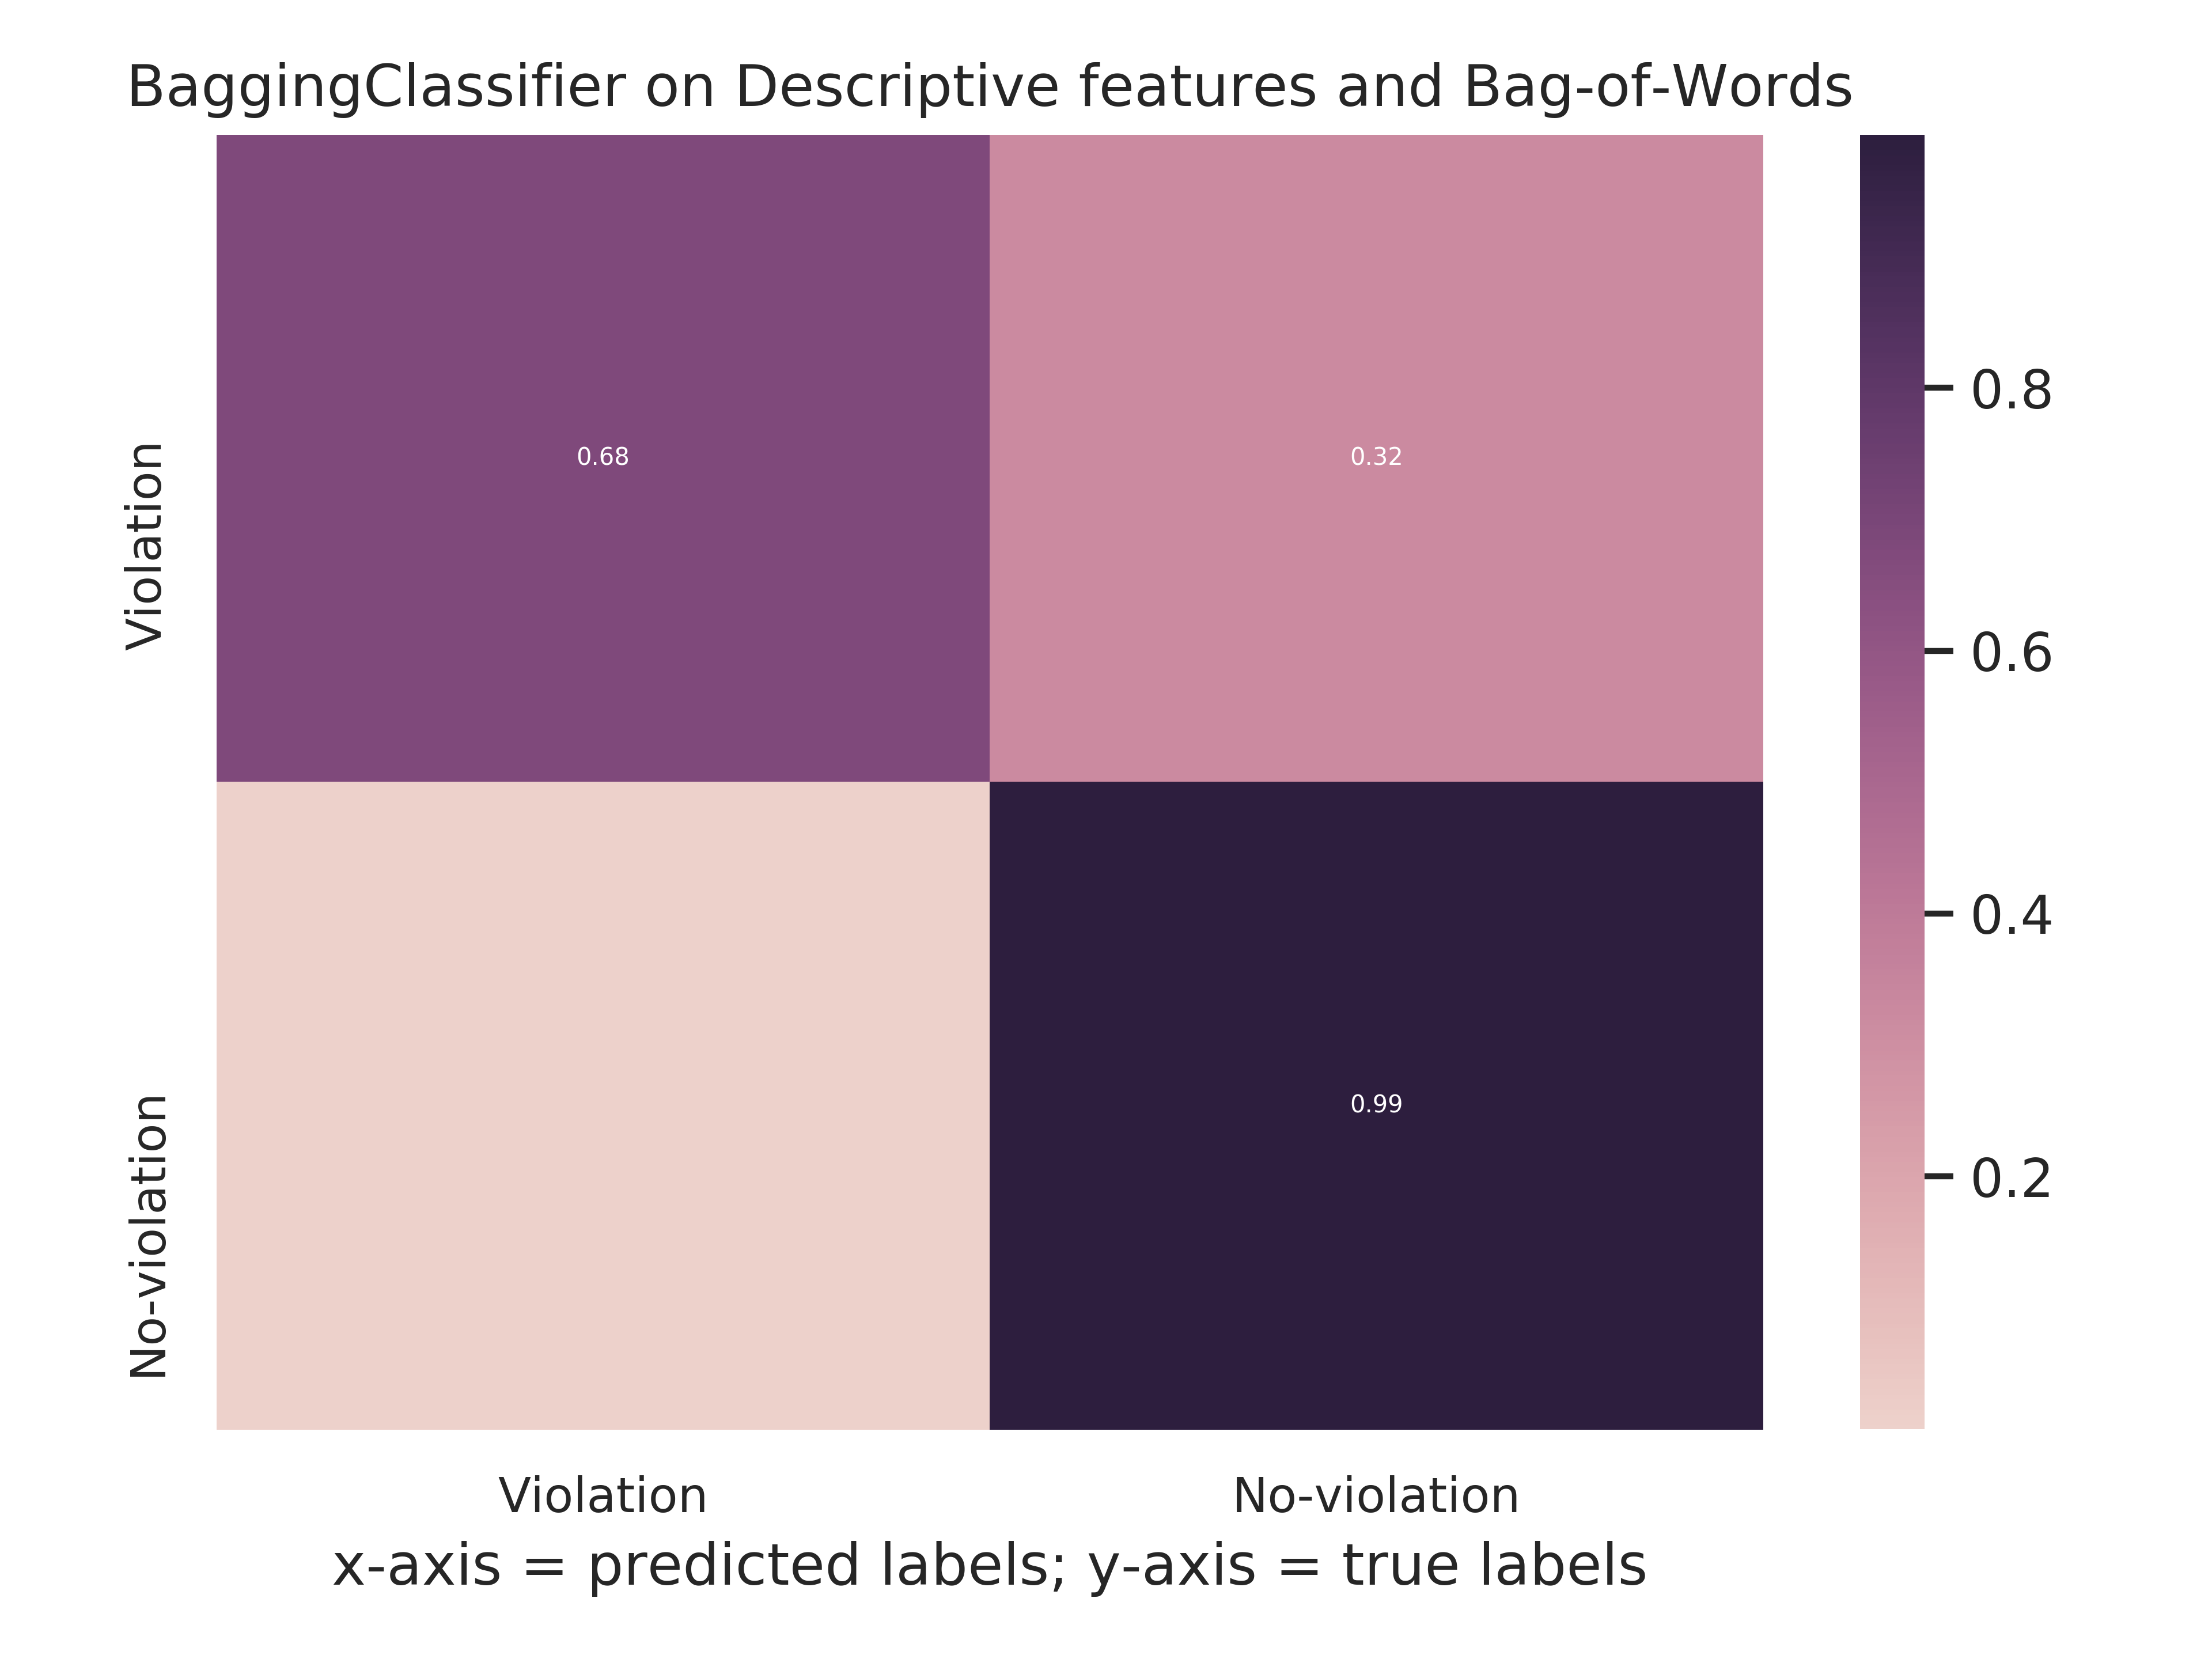 BaggingClassifier on Descriptive features and Bag-of-Words
Violation
0.68
0.32
No-violation
0.99
0.8
0.6
0.4
0.2
Violation
No-violation
x-axis = predicted labels; y-axis = true labels